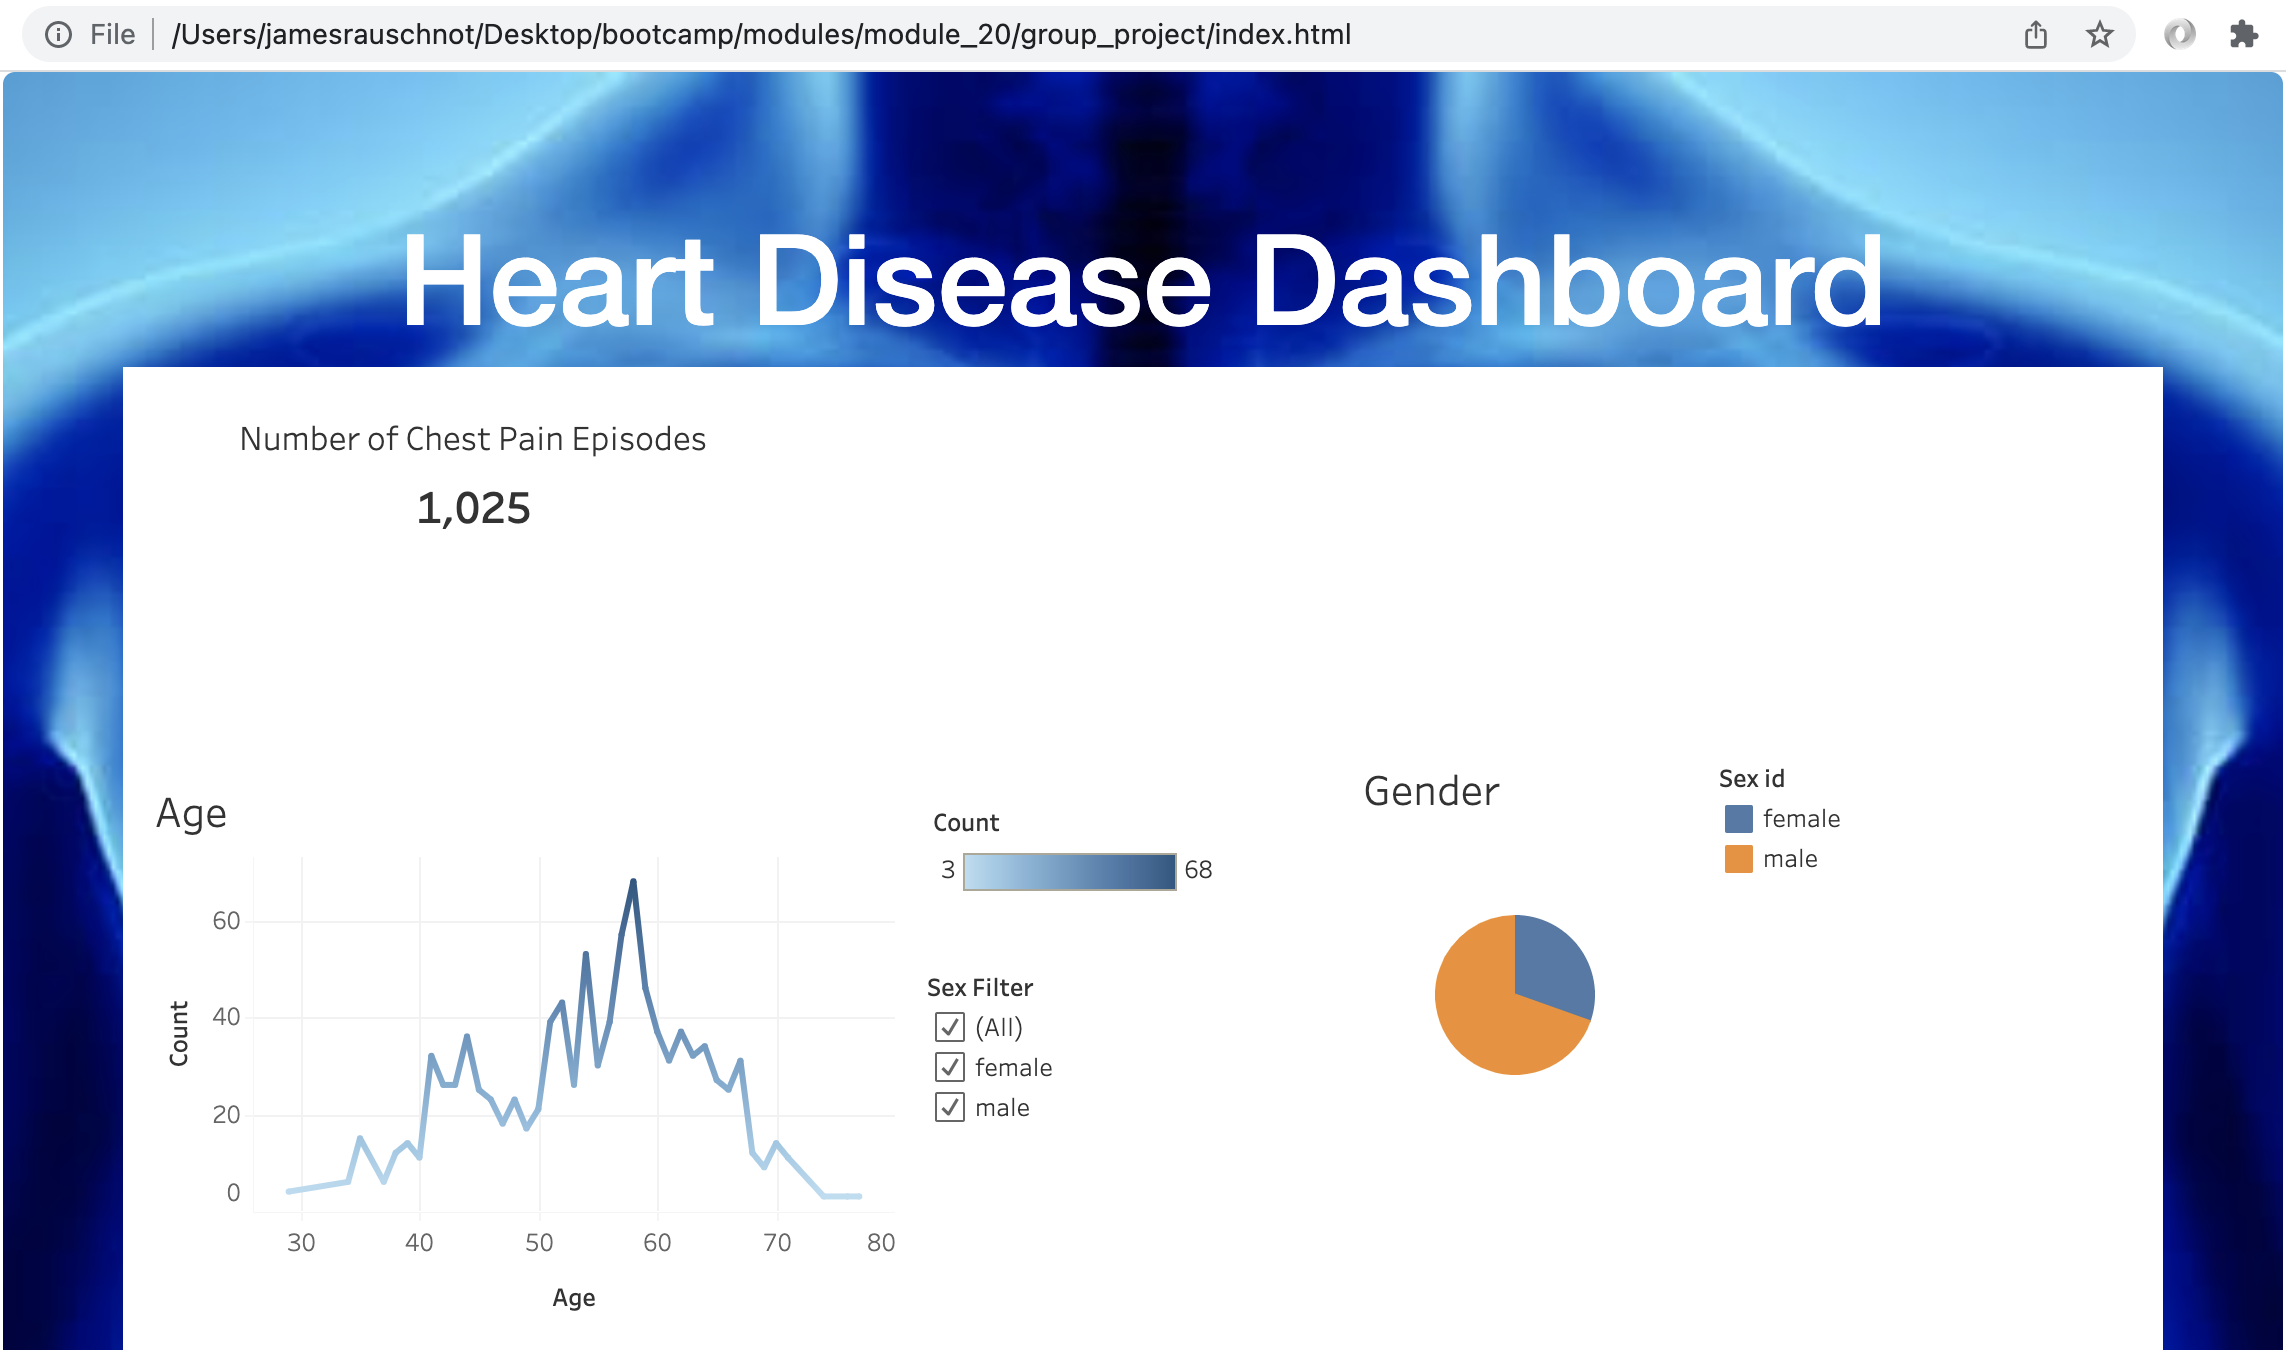 File /Users/jamesrauschnot/Desktop/bootcamp/modules/module_20/group_project/index.html
Heart Disease Dashboard
Number of Chest Pain Episodes
1,025
Age
Count
60
40
20
0
30 40 50 60 70 80
Age
Count
3 68
Sex Filter
(All)
female
male
Gender
Sex id
female
male